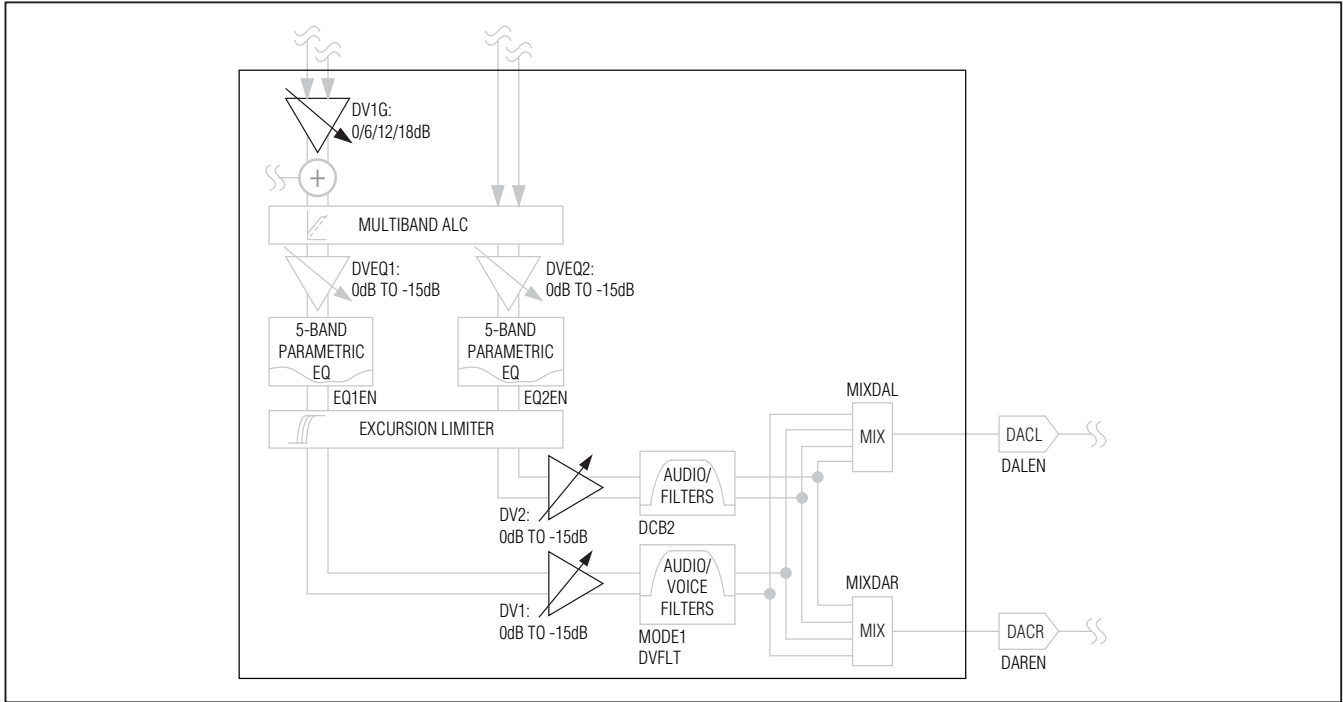 DV1G:
0/6/12/18dB
+
MULTIBAND ALC
DVEQ1:
0dB TO -15dB
DVEQ2:
0dB TO -15dB
5-BAND
PARAMETRIC
EQ
5-BAND
PARAMETRIC
EQ
EQ1EN
EQ2EN
EXCURSION LIMITER
DV2:
0dB TO -15dB
AUDIO/
FILTERS
DCB2
DV1:
0dB TO -15dB
AUDIO/
VOICE
FILTERS
MODE1
DVFLT
MIXDAL
MIX
DACL
DALEN
MIXDAR
MIX
DACR
DAREN